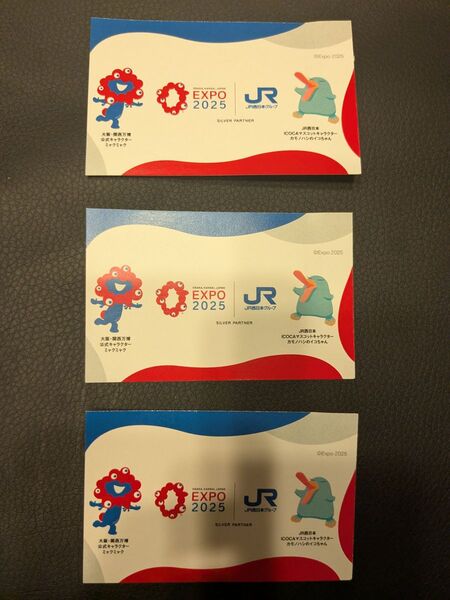 ©Expo 2025
OSAKA, KANSAI, JAPAN
EXPO
2025
JR
JR西日本グループ
SILVER PARTNER
大阪・関西万博
公式キャラクター
ミャクミャク
JR西日本
ICOCAマスコットキャラクター
カモノハシのイコちゃん
©Expo 2025
OSAKA, KANSAI, JAPAN
EXPO
2025
JR
JR西日本グループ
SILVER PARTNER
大阪・関西万博
公式キャラクター
ミャクミャク
JR西日本
ICOCAマスコットキャラクター
カモノハシのイコちゃん
©Expo 2025
OSAKA, KANSAI, JAPAN
EXPO
2025
JR
JR西日本グループ
SILVER PARTNER
大阪・関西万博
公式キャラクター
ミャクミャク
JR西日本
ICOCAマスコットキャラクター
カモノハシのイコちゃん